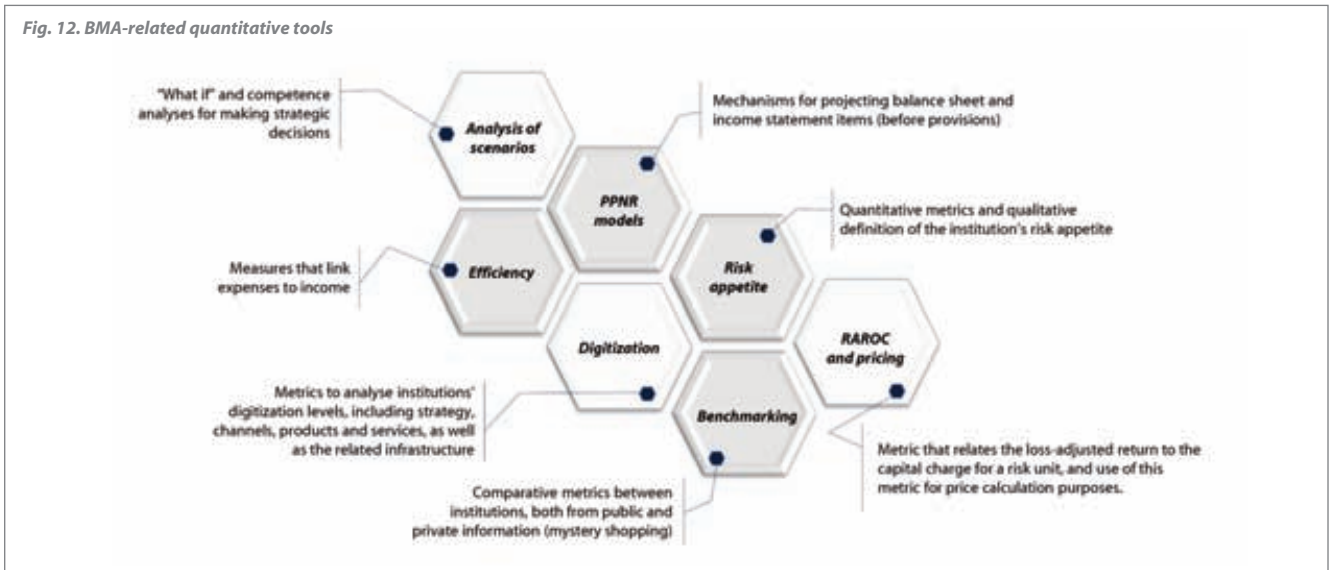 Fig. 12. BMA-related quantitative tools
"What if" and competence
analyses for making strategic
decisions
Analysis of
scenarios
Mechanisms for projecting balance sheet and
income statement items (before provisions)
PPNR
models
Quantitative metrics and qualitative
definition of the institution's risk appetite
Risk
appetite
Measures that link
expenses to income
Efficiency
Digitization
RAROC
and pricing
Metrics to analyse institutions'
digitization levels, including strategy,
channels, products and services, as well
as the related infrastructure
Benchmarking
Metric that relates the loss-adjusted return to the
capital charge for a risk unit, and use of this
metric for price calculation purposes.
Comparative metrics between
institutions, both from public and
private information (mystery shopping)